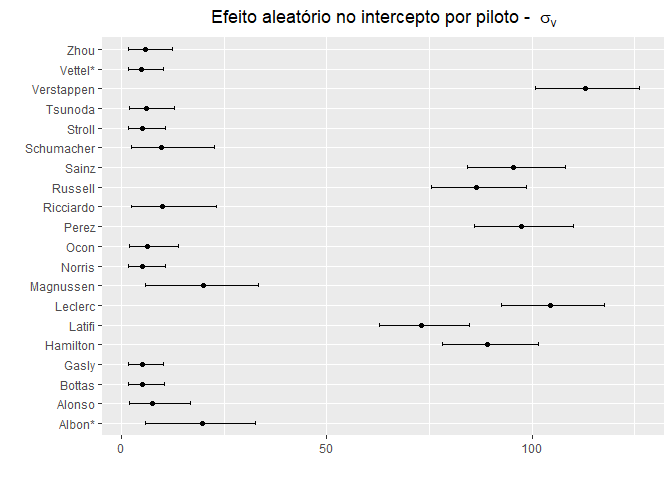 Efeito aleatório no intercepto por piloto - σv
Zhou
Vettel*
Verstappen
Tsunoda
Stroll
Schumacher
Sainz
Russell
Ricciardo
Perez
Ocon
Norris
Magnussen
Leclerc
Latifi
Hamilton
Gasly
Bottas
Alonso
Albon*
0 50 100